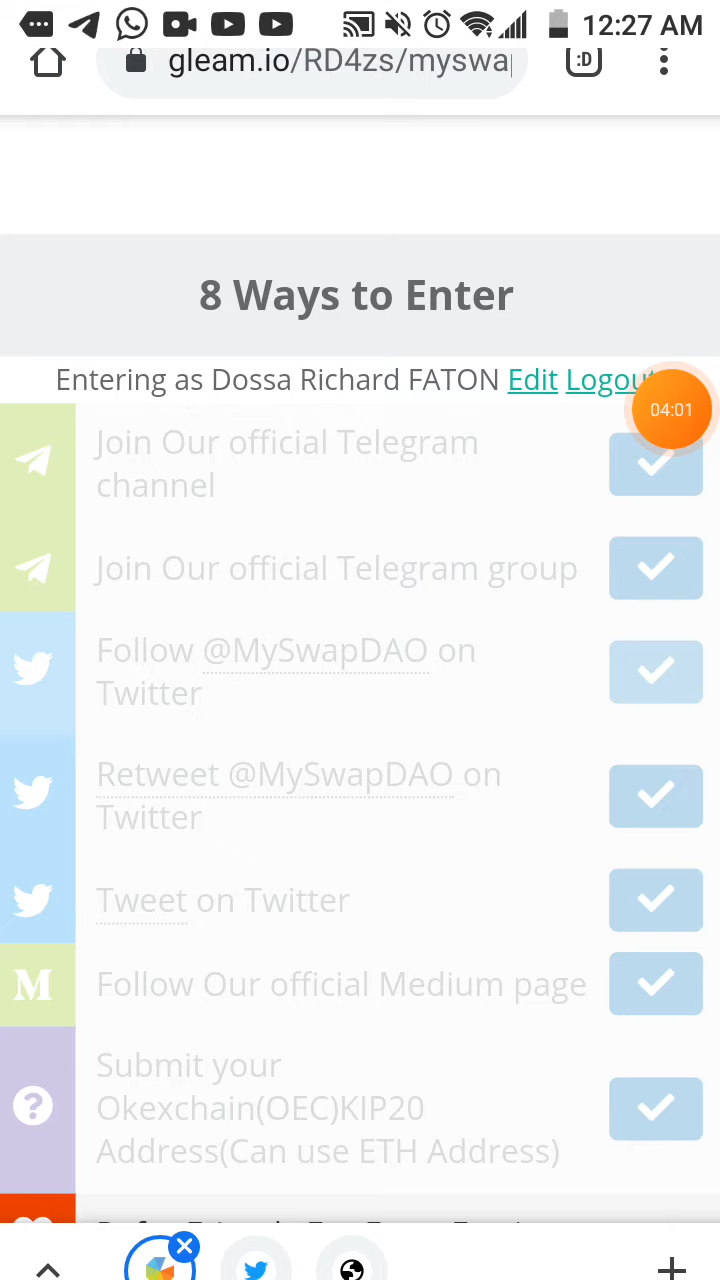 12:27 AM
gleam.io/RD4zs/myswap
:D
8 Ways to Enter
Entering as Dossa Richard FATON Edit Logout
04:01
Join Our official Telegram
channel
Join Our official Telegram group
Follow @MySwapDAO on
Twitter
Retweet @MySwapDAO on
Twitter
Tweet on Twitter
M
Follow Our official Medium page
Submit your
Okexchain(OEC)KIP20
Address(Can use ETH Address)